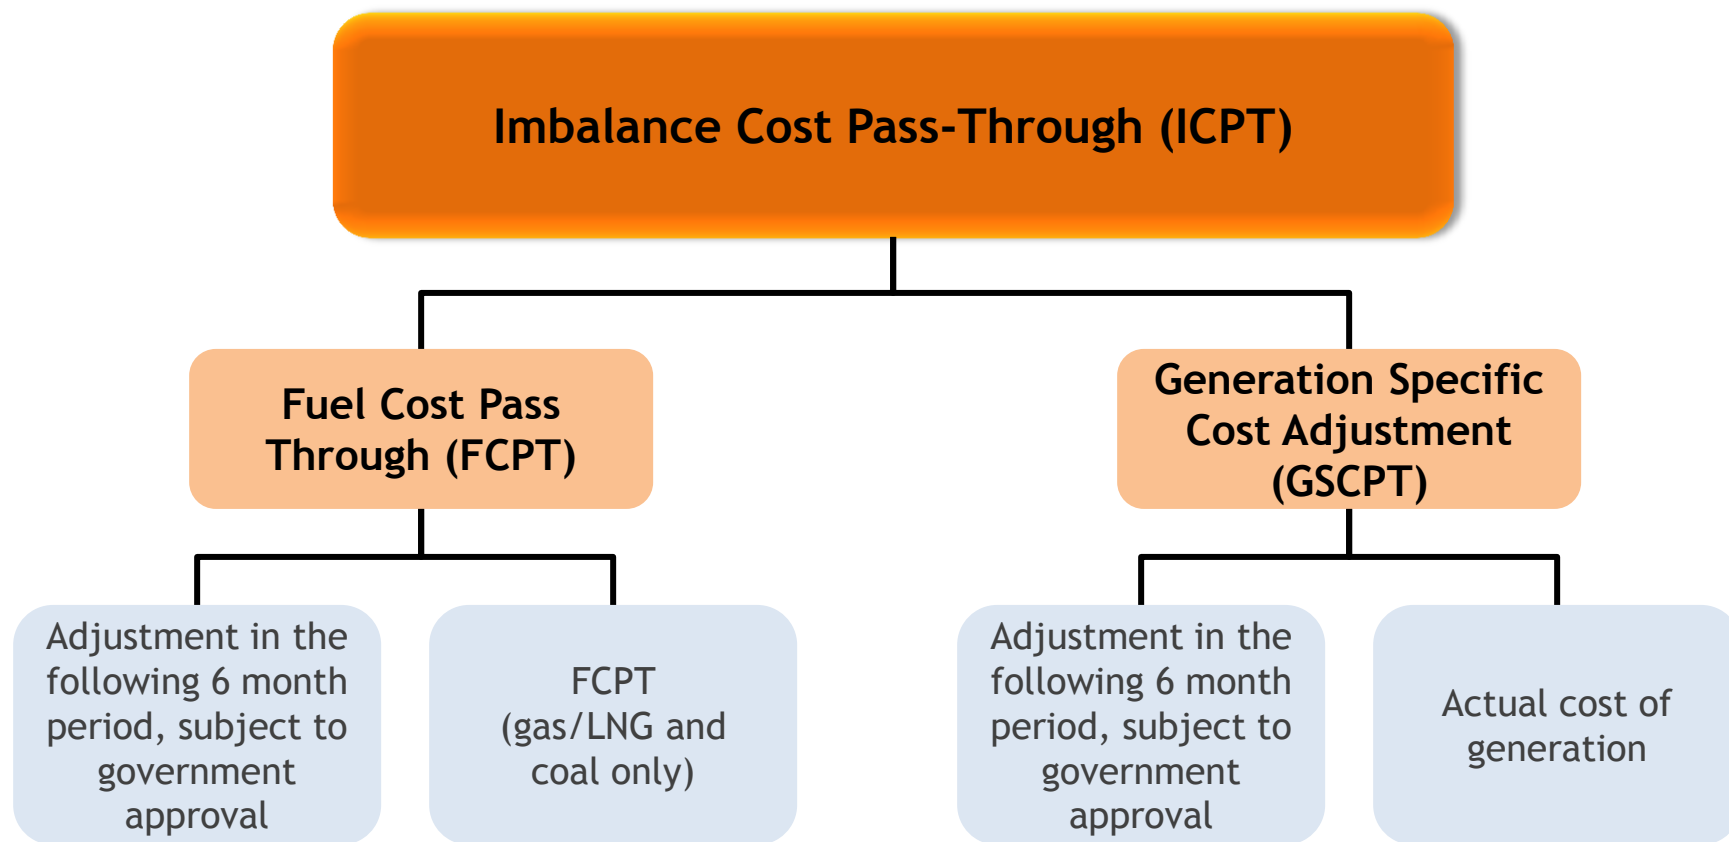 Imbalance Cost Pass-Through (ICPT)
Fuel Cost Pass
Through (FCPT)
Generation Specific
Cost Adjustment
(GSCPT)
Adjustment in the
following 6 month
period, subject to
government
approval
FCPT
(gas/LNG and
coal only)
Adjustment in the
following 6 month
period, subject to
government
approval
Actual cost of
generation